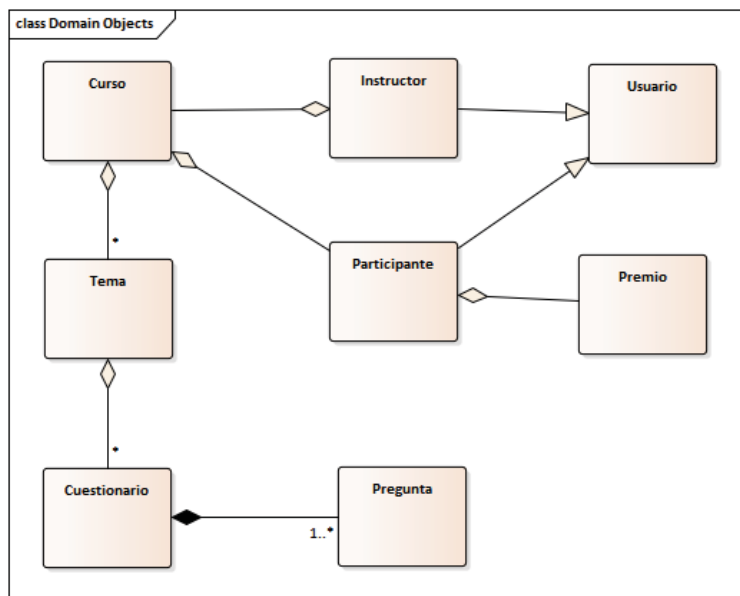 class Domain Objects
Curso
Instructor
Usuario
*
Tema
Participante
Premio
*
Cuestionario
Pregunta
1..*